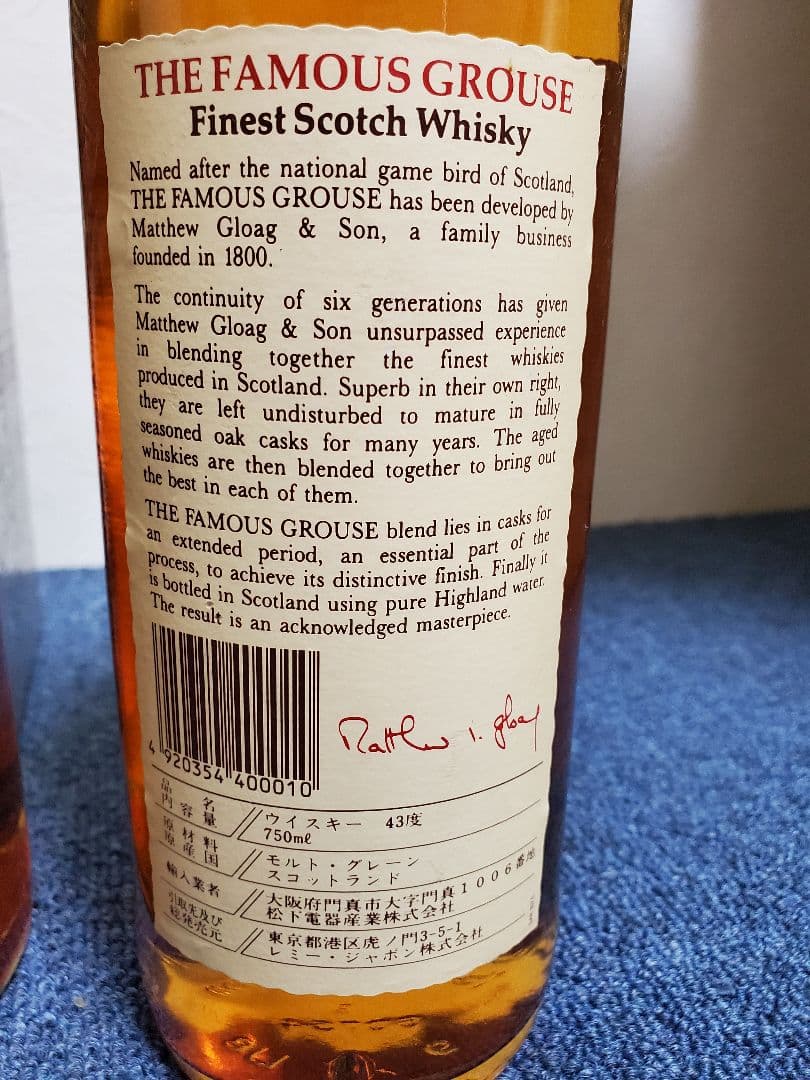 THE FAMOUS GROUSE
Finest Scotch Whisky
Named after the national game bird of Scotland,
THE FAMOUS GROUSE has been developed by
Matthew Gloag & Son, a family business
founded in 1800.
The continuity of six generations has given
Matthew Gloag & Son unsurpassed experience
in blending together the finest whiskies
produced in Scotland. Superb in their own right,
they are left undisturbed to mature in fully
seasoned oak casks for many years. The aged
whiskies are then blended together to bring out
the best in each of them.
THE FAMOUS GROUSE blend lies in casks for
an extended period, an essential part of the
process, to achieve its distinctive finish. Finally it
is bottled in Scotland using pure Highland water.
The result is an acknowledged masterpiece.
4 920354 400010
Matthew I. Gloag
品名 ウイスキー 43度
内容量 750mℓ
原材料 モルト・グレーン
原産国 スコットランド
輸入業者 大阪府門真市大字門真1006番地
松下電器産業株式会社
引取先及び 東京都港区虎ノ門3-5-1
総発売元 レミー・ジャポン株式会社